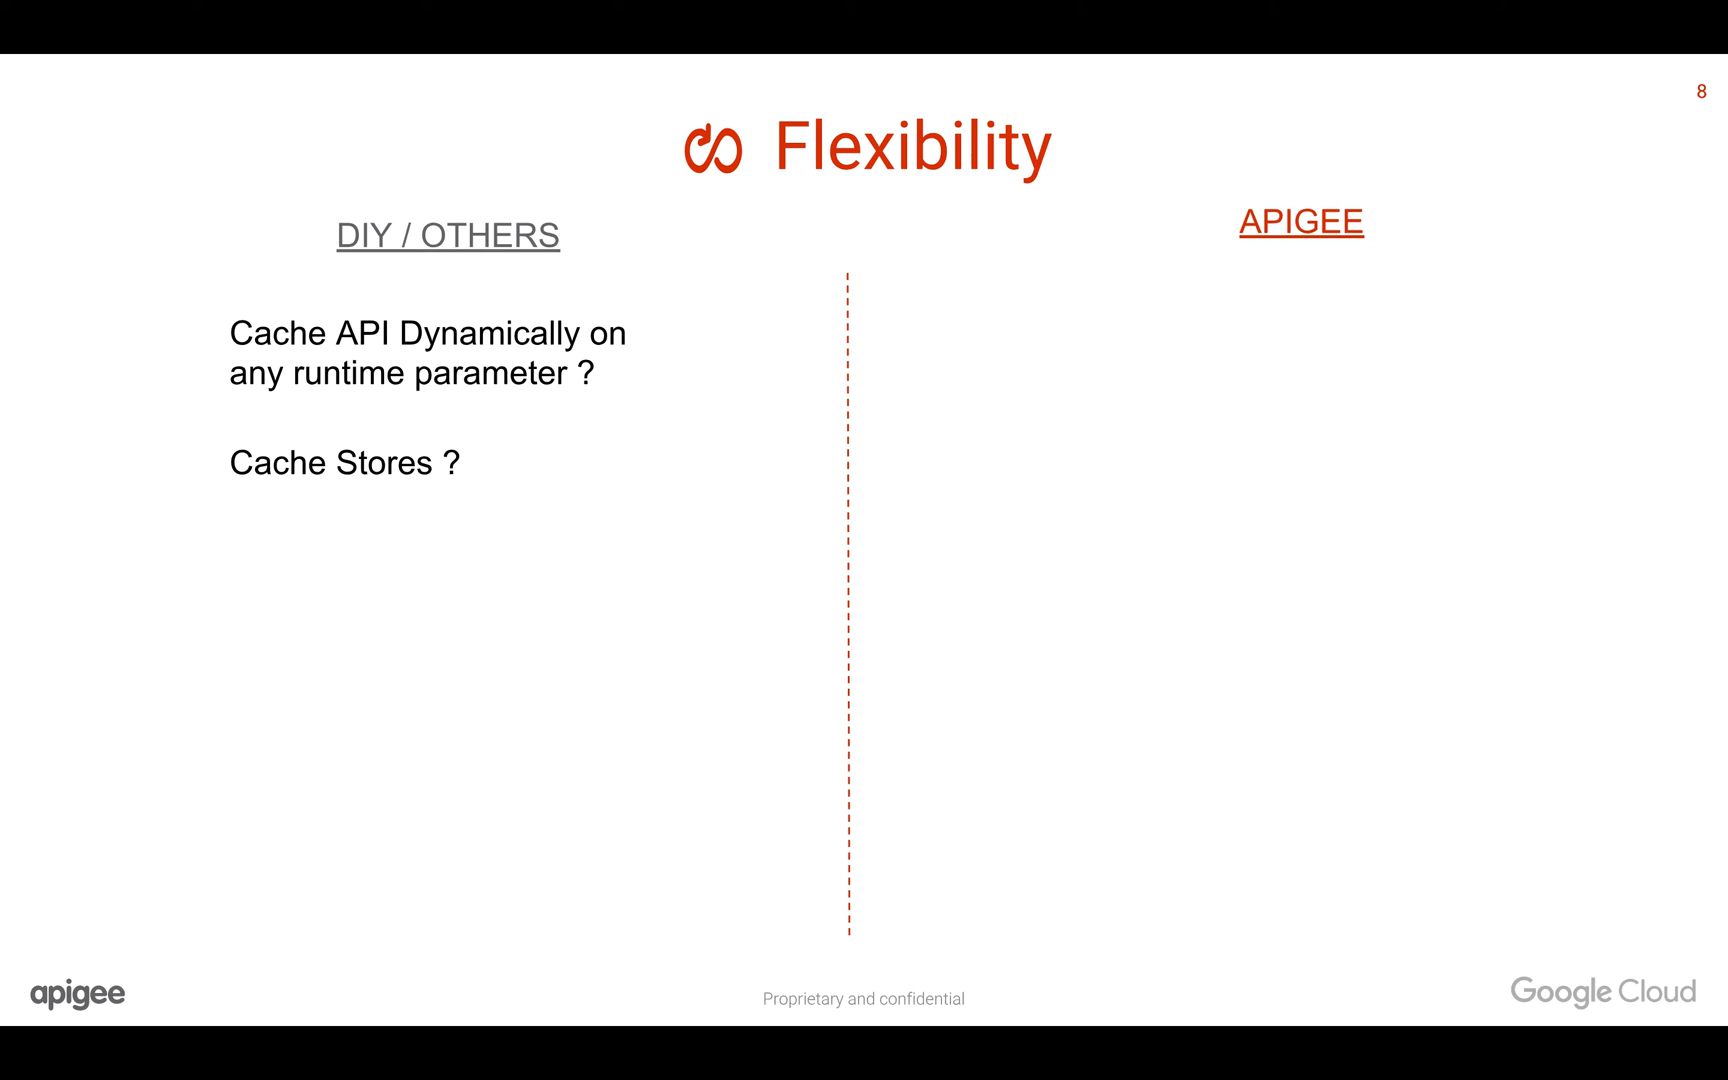 8
Flexibility
DIY / OTHERS
APIGEE
Cache API Dynamically on
any runtime parameter ?
Cache Stores ?
apigee
Proprietary and confidential
Google Cloud